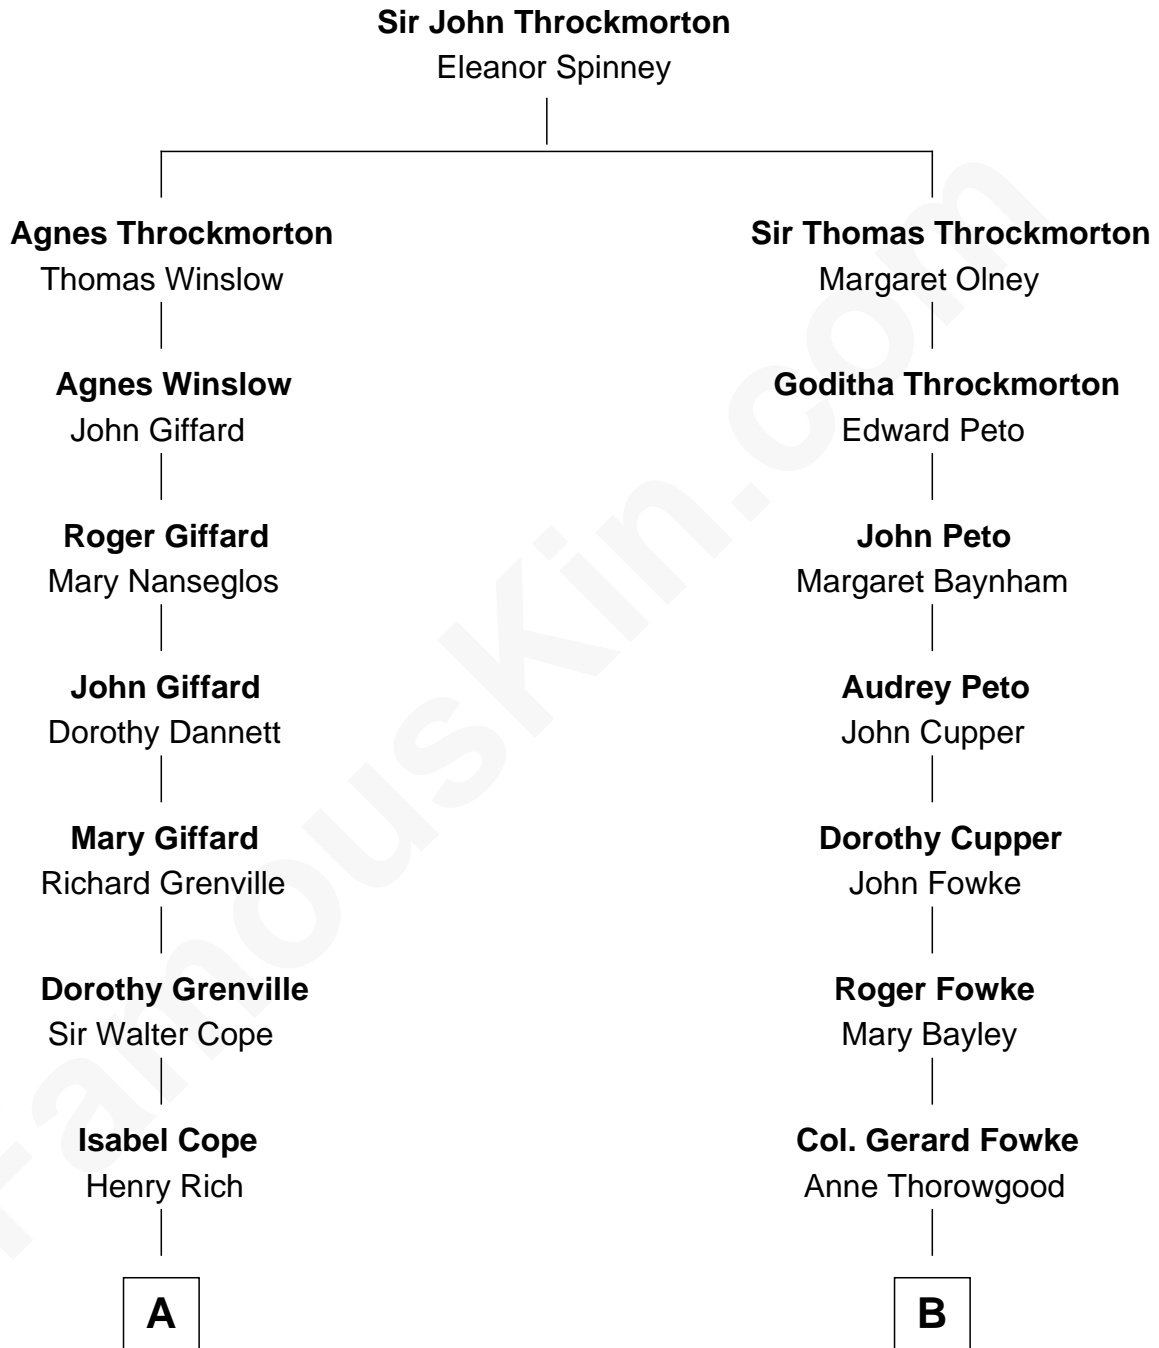 Sir John Throckmorton
Eleanor Spinney
Agnes Throckmorton
Thomas Winslow
Sir Thomas Throckmorton
Margaret Olney
Agnes Winslow
John Giffard
Goditha Throckmorton
Edward Peto
Roger Giffard
Mary Nanseglos
John Peto
Margaret Baynham
John Giffard
Dorothy Dannett
Audrey Peto
John Cupper
Mary Giffard
Richard Grenville
Dorothy Cupper
John Fowke
Dorothy Grenville
Sir Walter Cope
Roger Fowke
Mary Bayley
Isabel Cope
Henry Rich
Col. Gerard Fowke
Anne Thorowgood
A
B
FamousKin.com